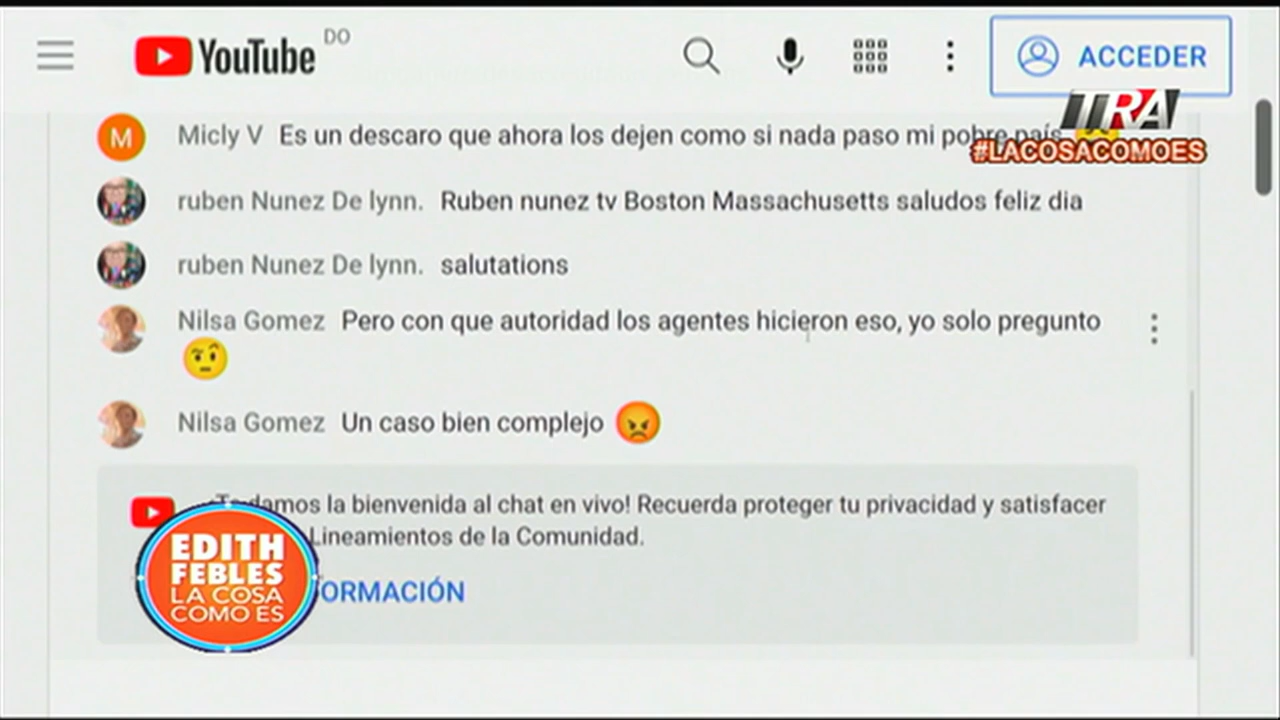 YouTube DO
ACCEDER
TRA
#LACOSACOMOES
Micly V Es un descaro que ahora los dejen como si nada paso mi pobre país
ruben Nunez De lynn. Ruben nunez tv Boston Massachusetts saludos feliz dia
ruben Nunez De lynn. salutations
Nilsa Gomez Pero con que autoridad los agentes hicieron eso, yo solo pregunto
🤨
Nilsa Gomez Un caso bien complejo 😡
damos la bienvenida al chat en vivo! Recuerda proteger tu privacidad y satisfacer
Lineamientos de la Comunidad.
ORMACIÓN
EDITH
FEBLES
LA COSA
COMO ES